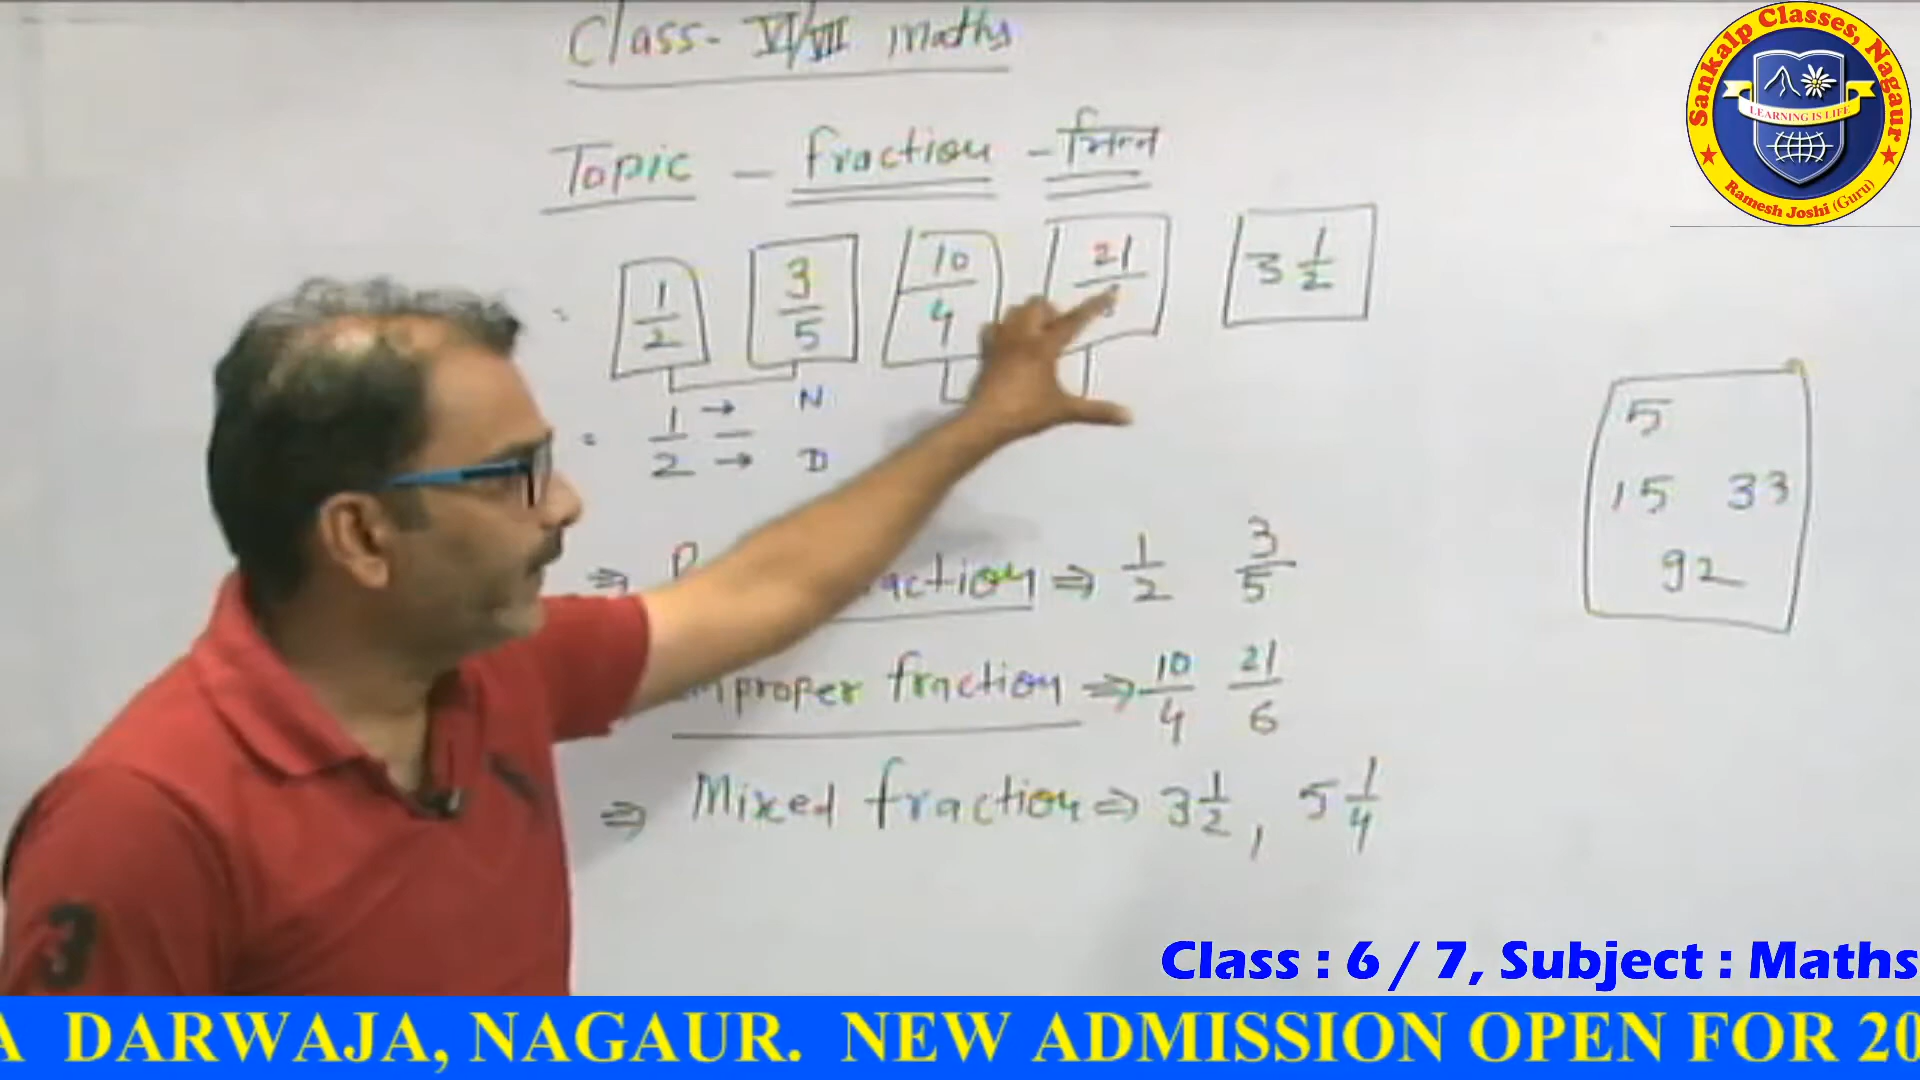 Class- VI/VII maths
Topic - fraction - भिन्न
= 1/2 3/5 10/4 21/ 3 1/2
= 1/2 → N
→ D
⇒ fraction ⇒ 1/2 3/5
Improper fraction ⇒ 10/4 21/6
⇒ Mixed fraction ⇒ 3 1/2, 5 1/4
5
15 33
92
3
Sankalp Classes, Nagaur
LEARNING IS LIFE
Ramesh Joshi (Guru)
Class : 6 / 7, Subject : Maths
A DARWAJA, NAGAUR. NEW ADMISSION OPEN FOR 20